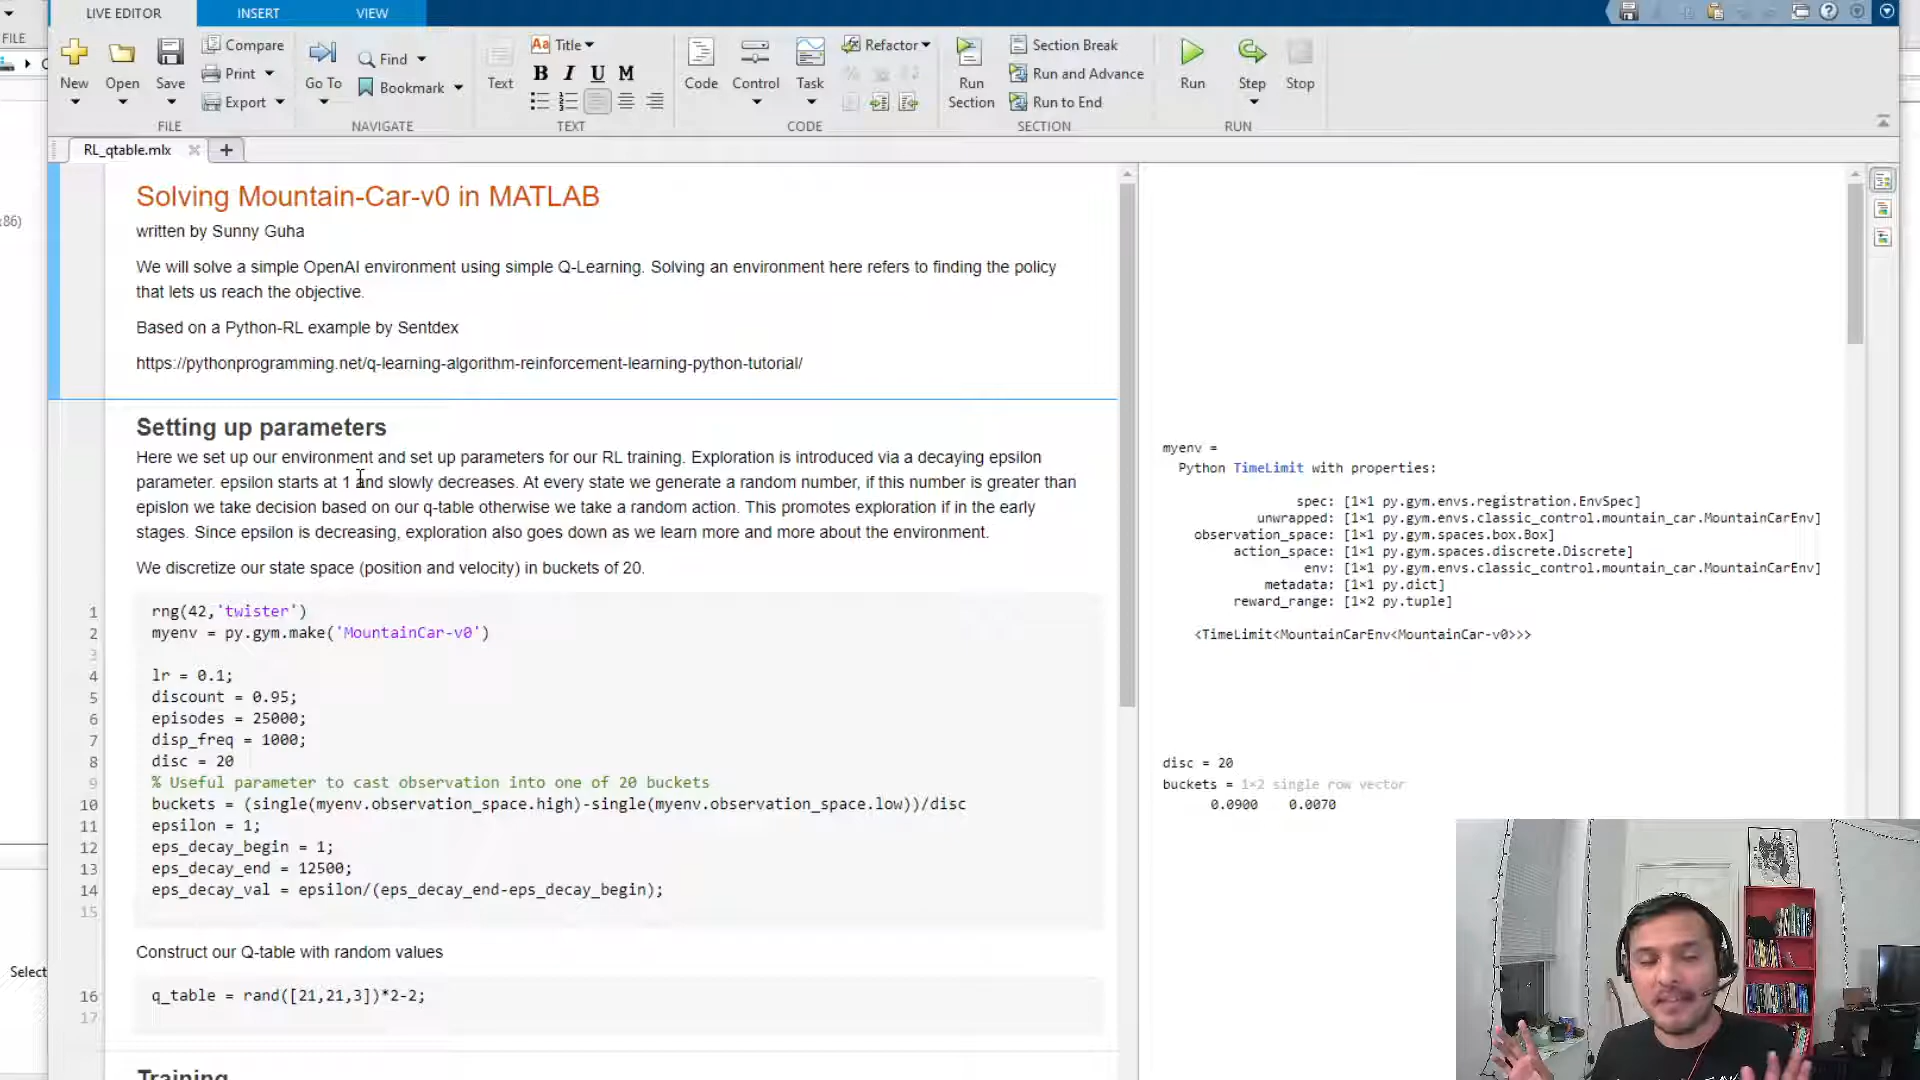 LIVE EDITOR
INSERT
VIEW
FILE
New
Open
Save
Compare
Print
Export
FILE
Go To
Find
Bookmark
NAVIGATE
Text
Aa Title
B I U M
TEXT
Code
Control
Task
Refactor
CODE
Run
Section
Section Break
Run and Advance
Run to End
SECTION
Run
Step
Stop
RUN
RL_qtable.mlx
Solving Mountain-Car-v0 in MATLAB
written by Sunny Guha
We will solve a simple OpenAI environment using simple Q-Learning. Solving an environment here refers to finding the policy
that lets us reach the objective.
Based on a Python-RL example by Sentdex
https://pythonprogramming.net/q-learning-algorithm-reinforcement-learning-python-tutorial/
Setting up parameters
Here we set up our environment and set up parameters for our RL training. Exploration is introduced via a decaying epsilon
parameter. epsilon starts at 1 and slowly decreases. At every state we generate a random number, if this number is greater than
epislon we take decision based on our q-table otherwise we take a random action. This promotes exploration if in the early
stages. Since epsilon is decreasing, exploration also goes down as we learn more and more about the environment.
We discretize our state space (position and velocity) in buckets of 20.
1 rng(42,'twister')
2 myenv = py.gym.make('MountainCar-v0')
3
4 lr = 0.1;
5 discount = 0.95;
6 episodes = 25000;
7 disp_freq = 1000;
8 disc = 20
9 % Useful parameter to cast observation into one of 20 buckets
10 buckets = (single(myenv.observation_space.high)-single(myenv.observation_space.low))/disc
11 epsilon = 1;
12 eps_decay_begin = 1;
13 eps_decay_end = 12500;
14 eps_decay_val = epsilon/(eps_decay_end-eps_decay_begin);
15
Construct our Q-table with random values
16 q_table = rand([21,21,3])*2-2;
17
Training
x86)
Select
myenv =
Python TimeLimit with properties:
spec: [1×1 py.gym.envs.registration.EnvSpec]
unwrapped: [1×1 py.gym.envs.classic_control.mountain_car.MountainCarEnv]
observation_space: [1×1 py.gym.spaces.box.Box]
action_space: [1×1 py.gym.spaces.discrete.Discrete]
env: [1×1 py.gym.envs.classic_control.mountain_car.MountainCarEnv]
metadata: [1×1 py.dict]
reward_range: [1×2 py.tuple]
<TimeLimit<MountainCarEnv<MountainCar-v0>>>
disc = 20
buckets = 1×2 single row vector
0.0900 0.0070